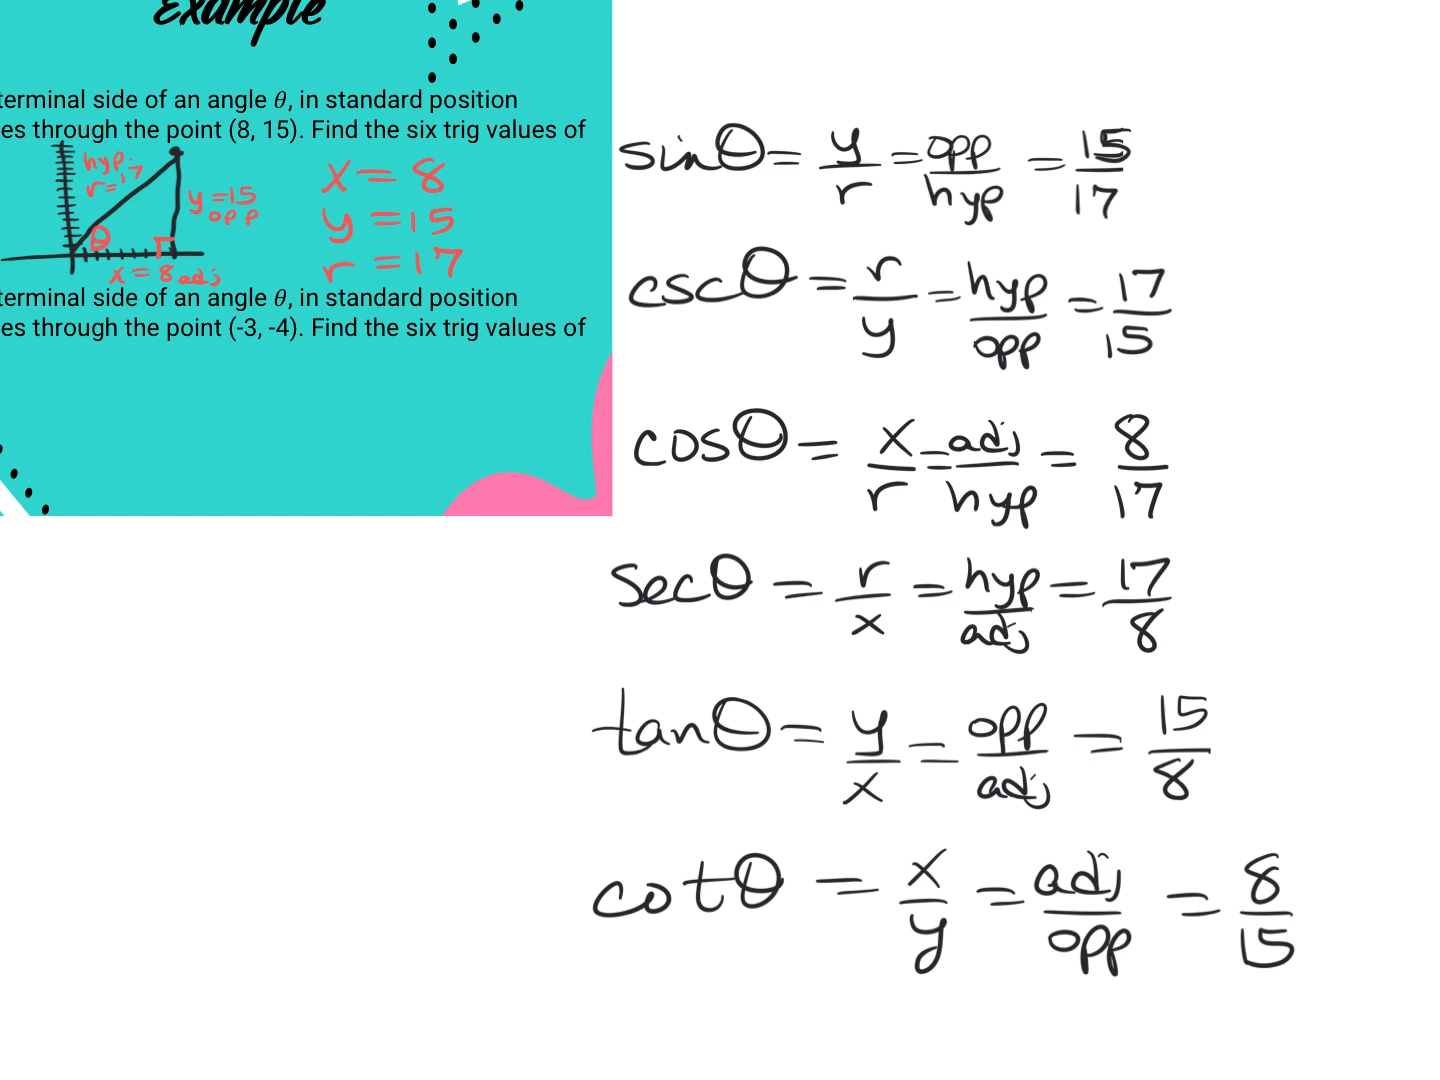 Example
terminal side of an angle θ, in standard position
es through the point (8, 15). Find the six trig values of
hyp.
r=17
y=15
opp
θ
x=8 adj
x=8
y=15
r=17
terminal side of an angle θ, in standard position
es through the point (-3, -4). Find the six trig values of
sinθ = y/r = opp/hyp = 15/17
cscθ = r/y = hyp/opp = 17/15
cosθ = x/r = adj/hyp = 8/17
secθ = r/x = hyp/adj = 17/8
tanθ = y/x = opp/adj = 15/8
cotθ = x/y = adj/opp = 8/15